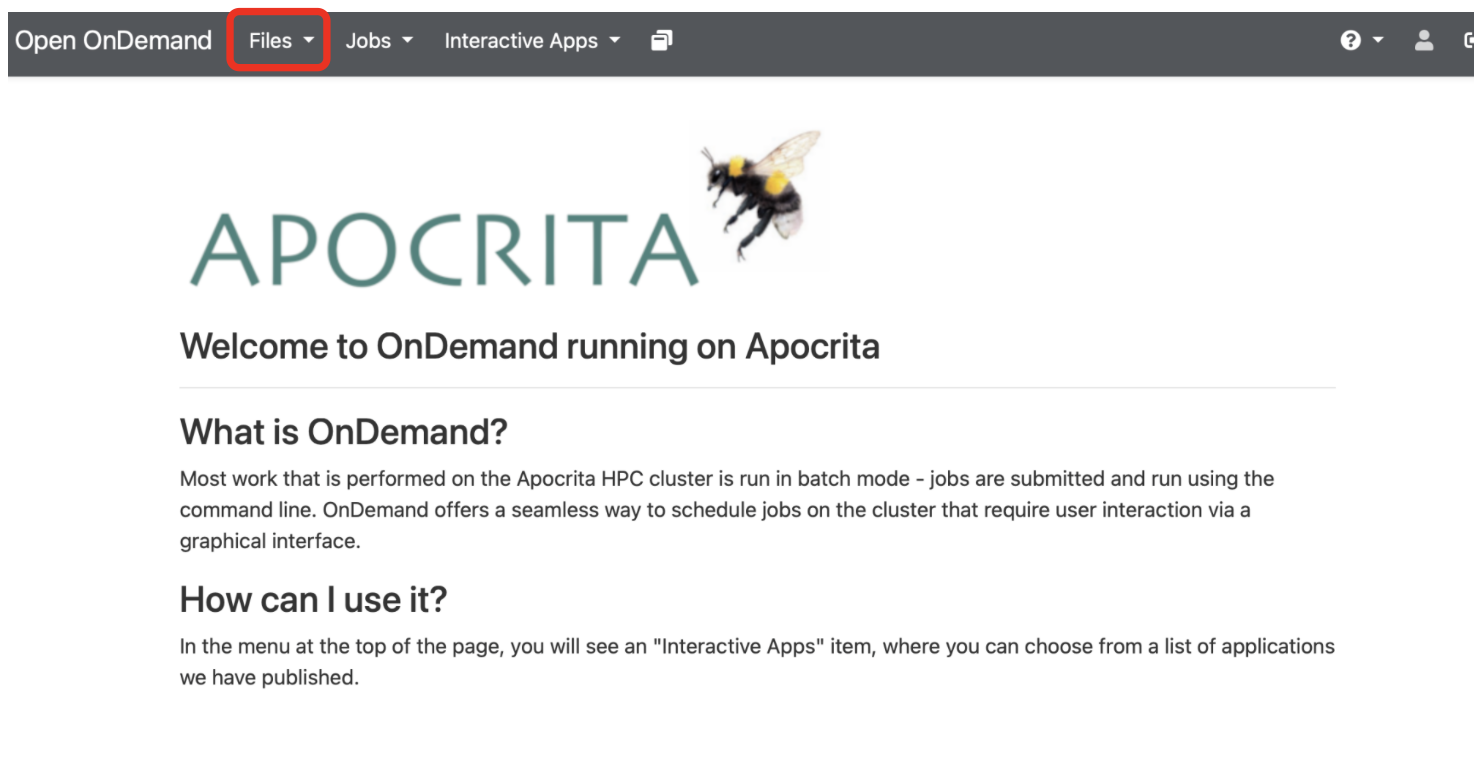 Open OnDemand Files Jobs Interactive Apps
APOCRITA
Welcome to OnDemand running on Apocrita
What is OnDemand?
Most work that is performed on the Apocrita HPC cluster is run in batch mode - jobs are submitted and run using the
command line. OnDemand offers a seamless way to schedule jobs on the cluster that require user interaction via a
graphical interface.
How can I use it?
In the menu at the top of the page, you will see an "Interactive Apps" item, where you can choose from a list of applications
we have published.